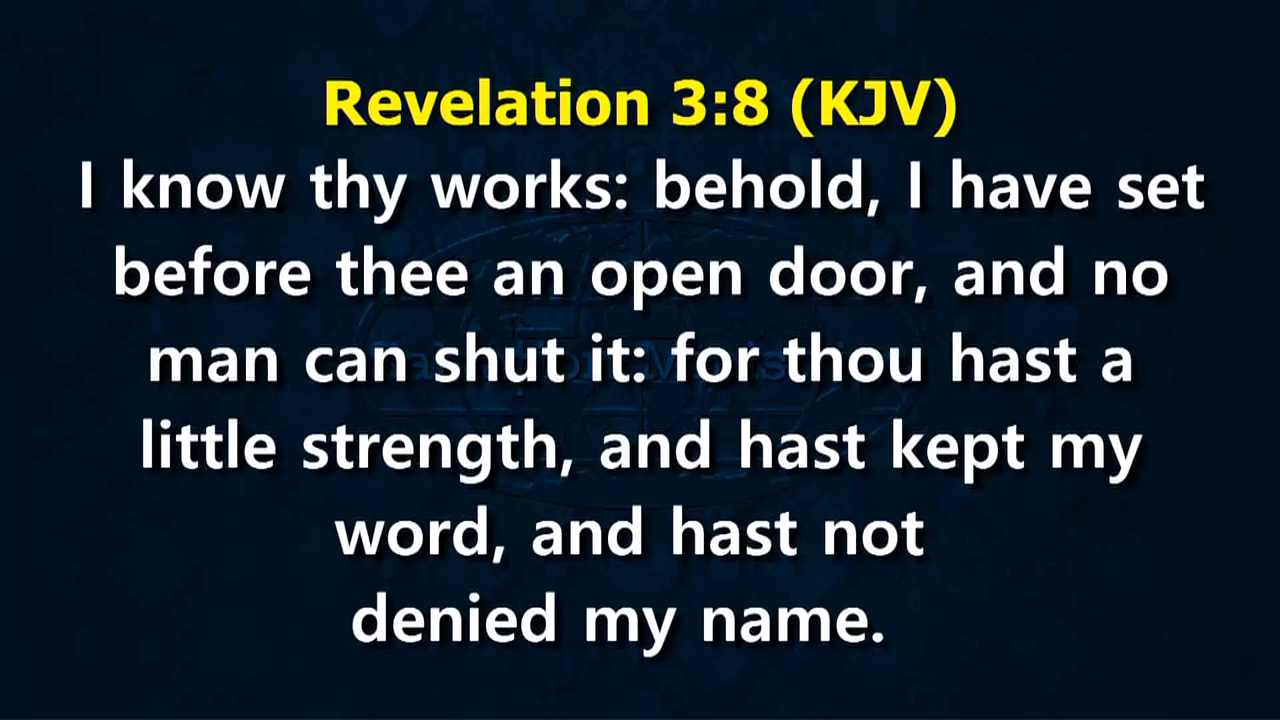 Revelation 3:8 (KJV)
I know thy works: behold, I have set
before thee an open door, and no
man can shut it: for thou hast a
little strength, and hast kept my
word, and hast not
denied my name.